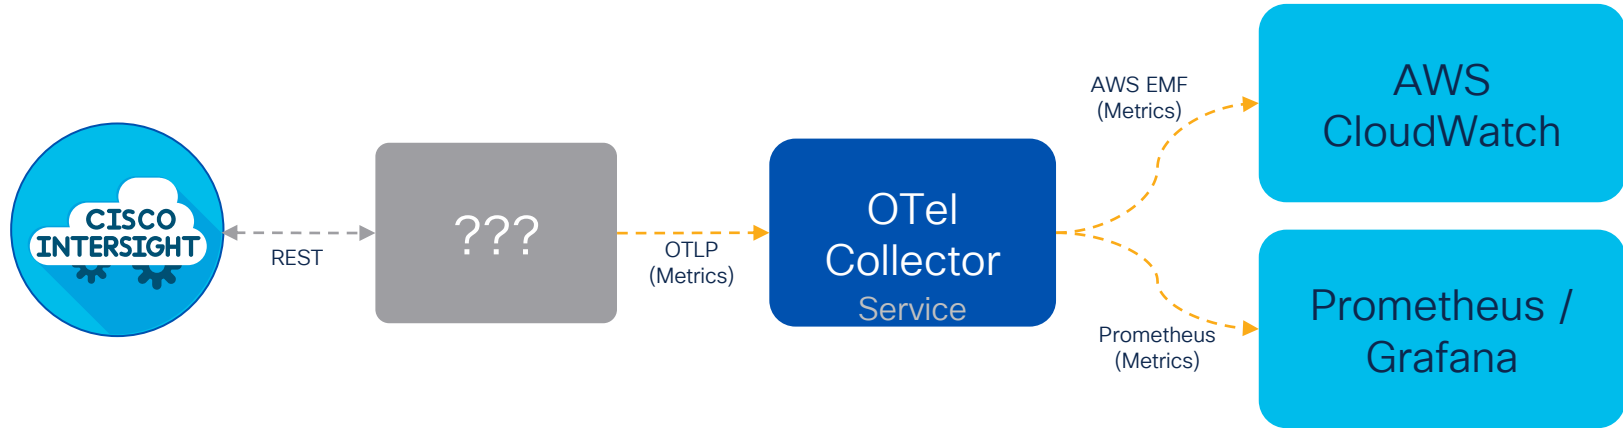 CISCO
INTERSIGHT
REST
???
OTLP
(Metrics)
OTel
Collector
Service
AWS EMF
(Metrics)
Prometheus
(Metrics)
AWS
CloudWatch
Prometheus /
Grafana